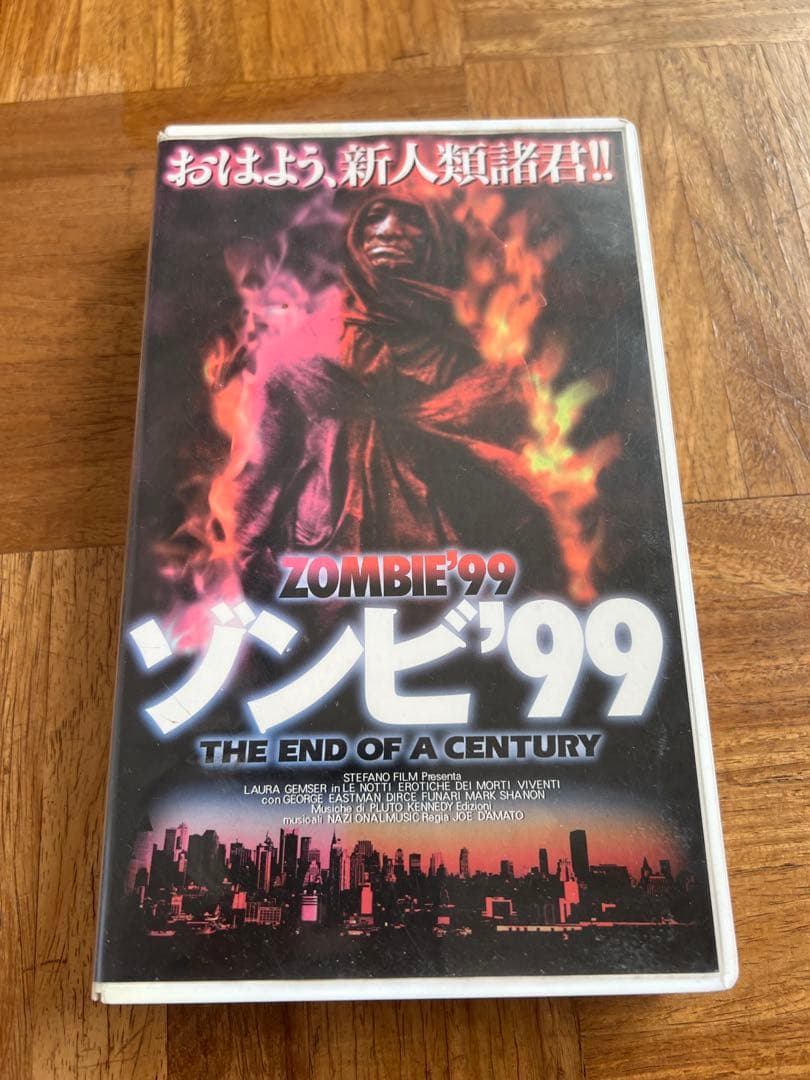 おはよう、新人類諸君!!
ZOMBIE'99
ゾンビ'99
THE END OF A CENTURY
STEFANO FILM Presenta
LAURA GEMSER in LE NOTTI EROTICHE DEI MORTI VIVENTI
con GEORGE EASTMAN DIRCE FUNARI MARK SHANON
Musiche di PLUTO KENNEDY Edizioni
musicali NAZIONALMUSIC Regia JOE D'AMATO